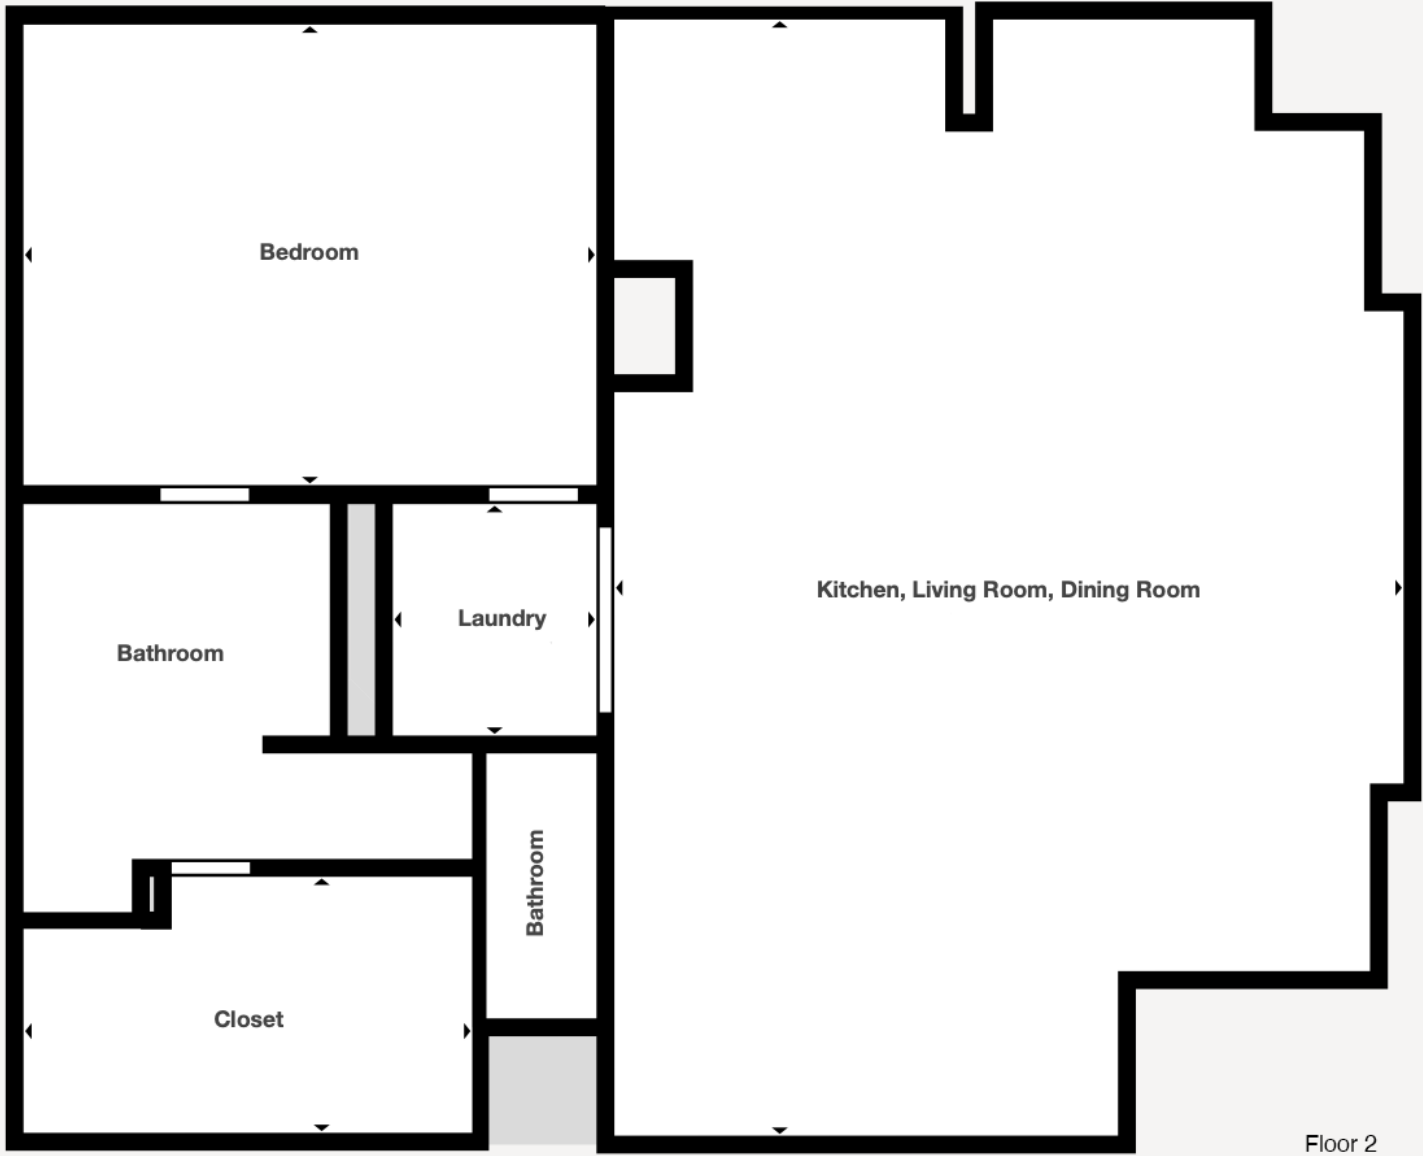 Bedroom
Kitchen, Living Room, Dining Room
Laundry
Bathroom
Bathroom
Closet
Floor 2